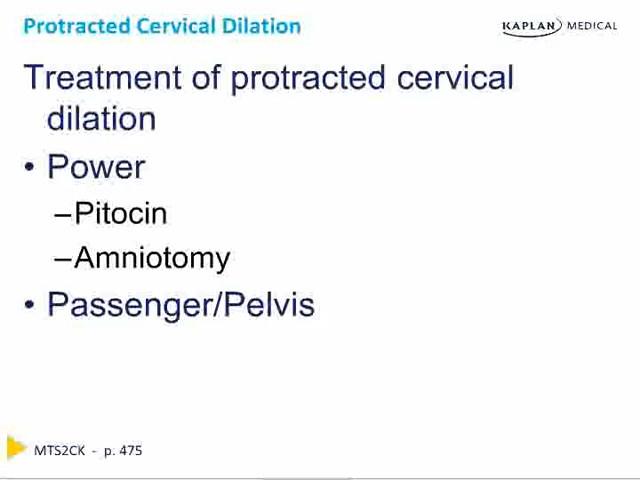 Protracted Cervical Dilation
KAPLAN MEDICAL
Treatment of protracted cervical
dilation
• Power
–Pitocin
–Amniotomy
• Passenger/Pelvis
MTS2CK - p. 475